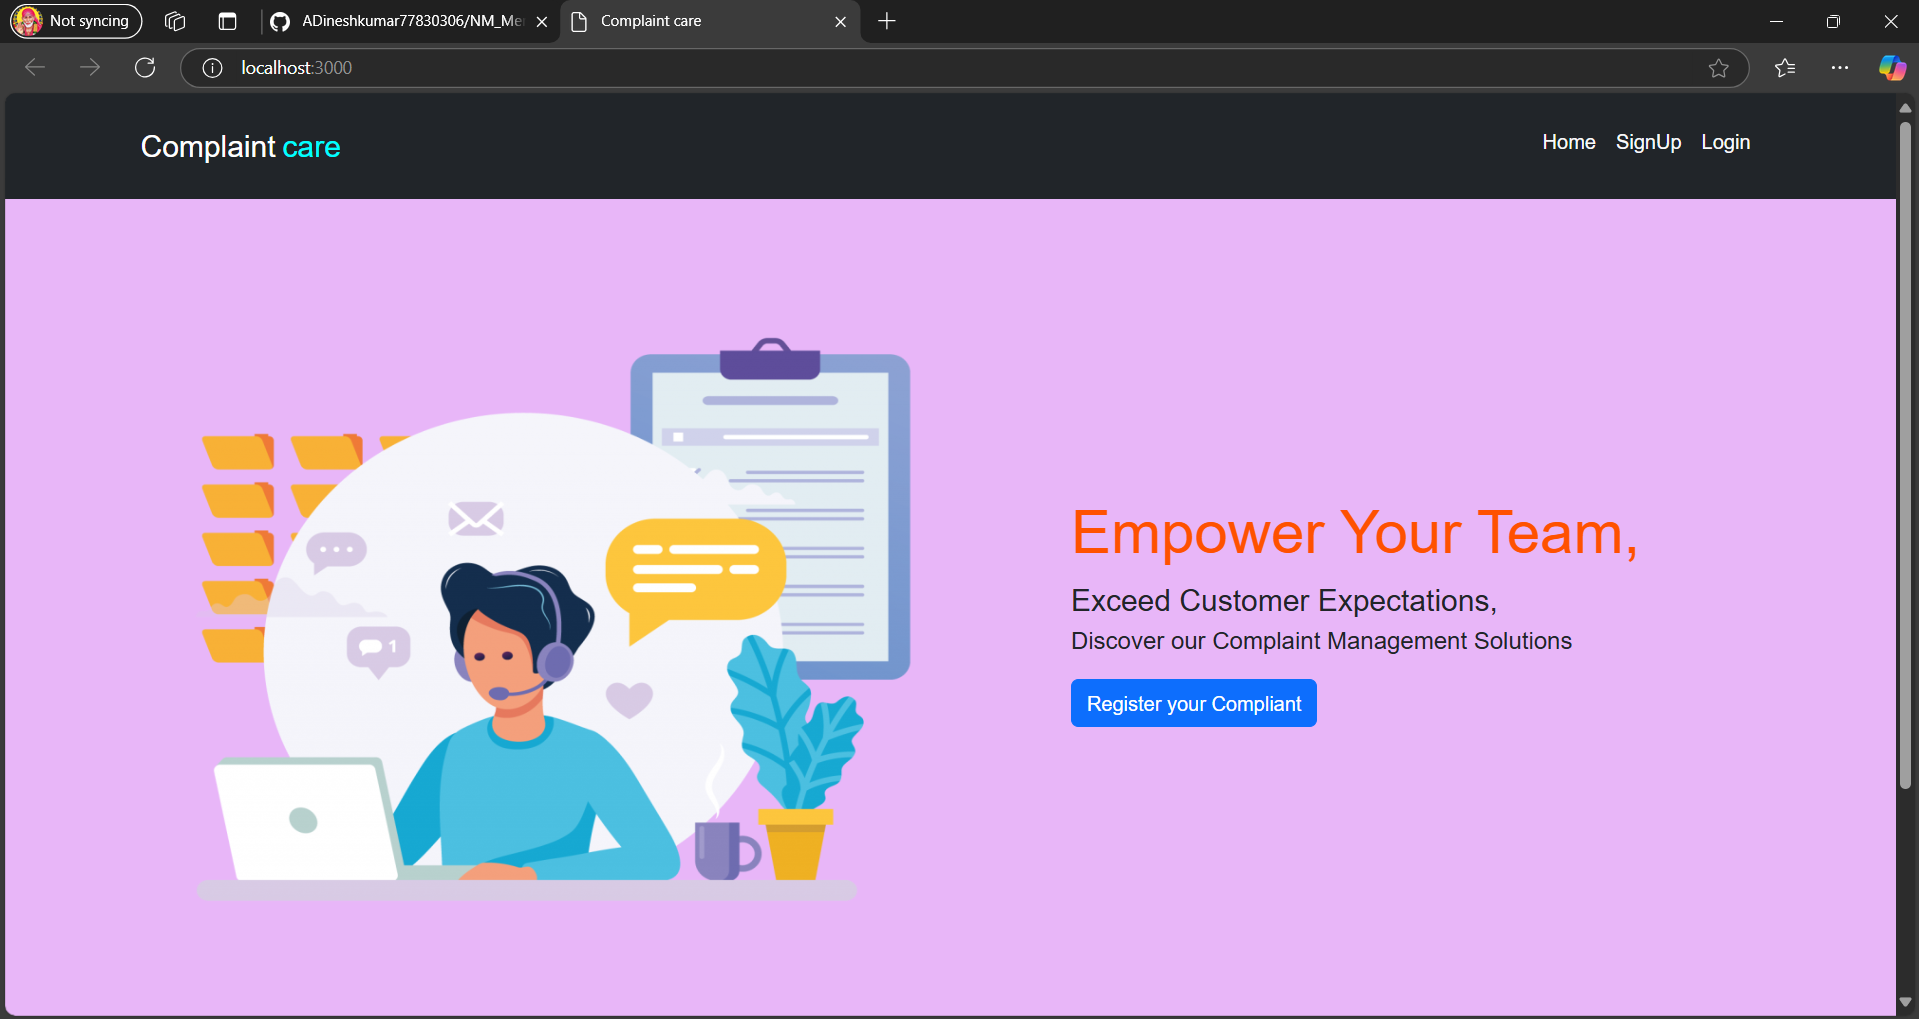 Not syncing
ADineshkumar77830306/NM_Me
Complaint care
localhost:3000
Complaint care
Home SignUp Login
1
Empower Your Team,
Exceed Customer Expectations,
Discover our Complaint Management Solutions
Register your Compliant